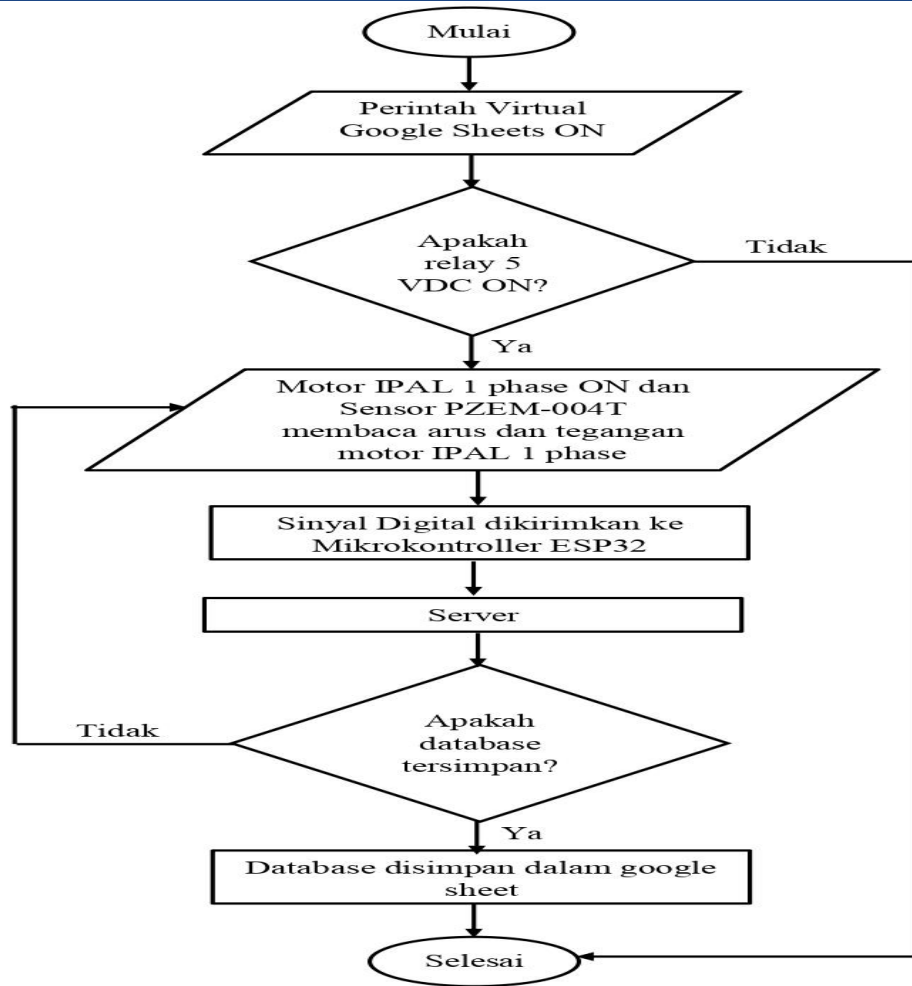 Mulai
Perintah Virtual
Google Sheets ON
Apakah
relay 5
VDC ON?
Tidak
Ya
Motor IPAL 1 phase ON dan
Sensor PZEM-004T
membaca arus dan tegangan
motor IPAL 1 phase
Sinyal Digital dikirimkan ke
Mikrokontroller ESP32
Server
Apakah
database
tersimpan?
Tidak
Ya
Database disimpan dalam google
sheet
Selesai